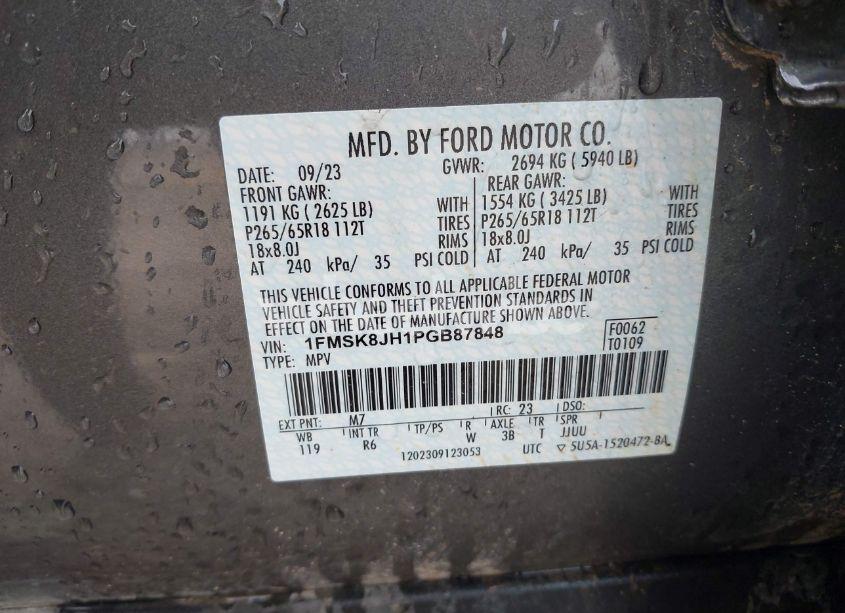 MFD. BY FORD MOTOR CO.
DATE: 09/23 GVWR: 2694 KG ( 5940 LB)
FRONT GAWR: REAR GAWR:
1191 KG ( 2625 LB) WITH 1554 KG ( 3425 LB) WITH
P265/65R18 112T TIRES P265/65R18 112T TIRES
18x8.0J RIMS 18x8.0J RIMS
AT 240 kPa/ 35 PSI COLD AT 240 kPa/ 35 PSI COLD
THIS VEHICLE CONFORMS TO ALL APPLICABLE FEDERAL MOTOR
VEHICLE SAFETY AND THEFT PREVENTION STANDARDS IN
EFFECT ON THE DATE OF MANUFACTURE SHOWN ABOVE.
VIN: 1FMSK8JH1PGB87848 F0062
TYPE: MPV T0109
EXT PNT: M7 RC: 23 DSO:
WB INT TR TP/PS R AXLE TR SPR
119 R6 W 3B T JJUU
1202309123053 UTC ▽ 5U5A-1520472-BA